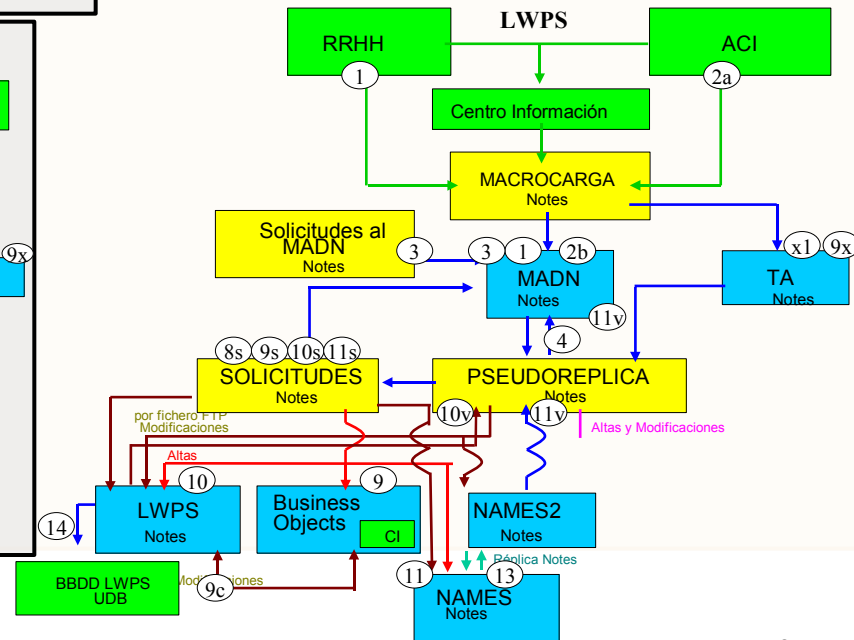 LWPS
RRHH
ACI
1
2a
Centro Información
MACROCARGA
Notes
Solicitudes al
MADN
Notes
3
3
1
2b
x1
9x
9x
MADN
Notes
TA
Notes
11v
4
8s
9s
10s
11s
SOLICITUDES
Notes
PSEUDOREPLICA
Notes
10v
11v
por fichero FTP
Modificaciones
Altas y Modificaciones
Altas
10
9
LWPS
Notes
Business
Objects
CI
NAMES2
Notes
14
Réplica Notes
BBDD LWPS
UDB
9c
11
13
NAMES
Notes